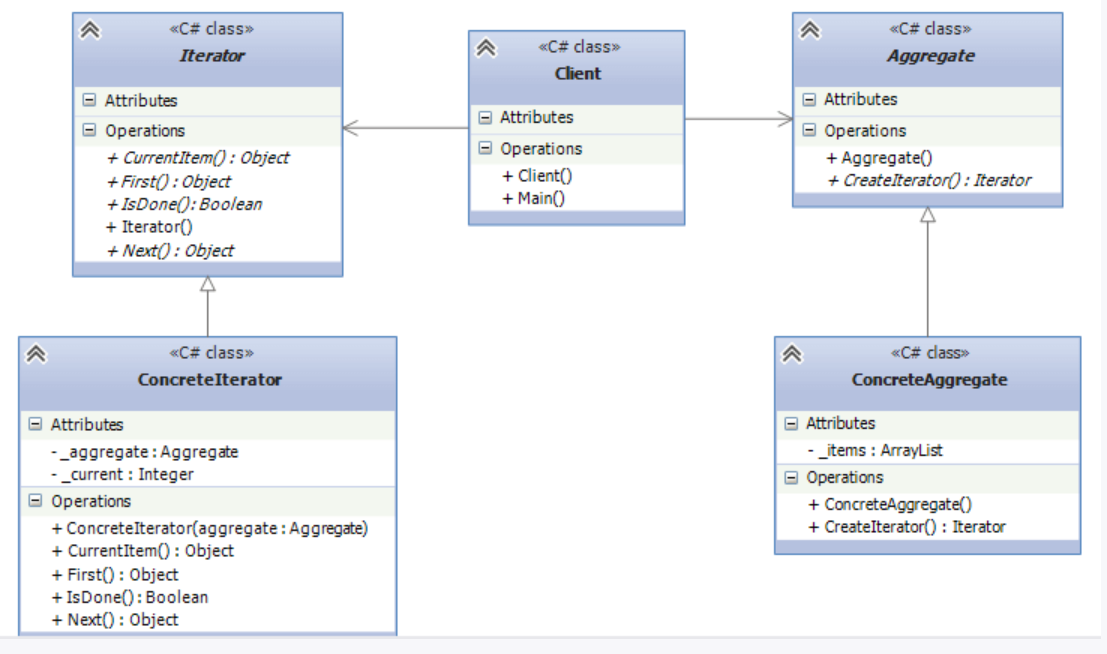 «C# class»
Iterator
Attributes
Operations
+ CurrentItem() : Object
+ First() : Object
+ IsDone(): Boolean
+ Iterator()
+ Next() : Object
«C# class»
Client
Attributes
Operations
+ Client()
+ Main()
«C# class»
Aggregate
Attributes
Operations
+ Aggregate()
+ CreateIterator() : Iterator
«C# class»
ConcreteIterator
Attributes
- _aggregate : Aggregate
- _current : Integer
Operations
+ ConcreteIterator(aggregate : Aggregate)
+ CurrentItem() : Object
+ First() : Object
+ IsDone(): Boolean
+ Next() : Object
«C# class»
ConcreteAggregate
Attributes
- _items : ArrayList
Operations
+ ConcreteAggregate()
+ CreateIterator() : Iterator